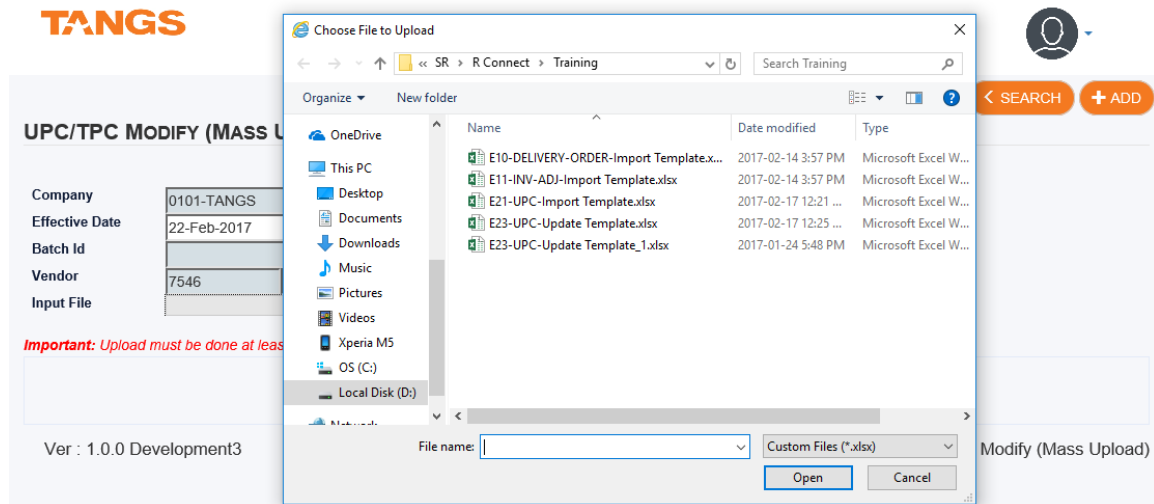 TANGS
Choose File to Upload
« SR > R Connect > Training
Search Training
Organize
New folder
?
< SEARCH
+ ADD
UPC/TPC MODIFY (MASS U
Company 0101-TANGS
Effective Date 22-Feb-2017
Batch Id
Vendor 7546
Input File
Important: Upload must be done at leas
OneDrive
This PC
Desktop
Documents
Downloads
Music
Pictures
Videos
Xperia M5
OS (C:)
Local Disk (D:)
Network
Name Date modified Type
E10-DELIVERY-ORDER-Import Template.x... 2017-02-14 3:57 PM Microsoft Excel W...
E11-INV-ADJ-Import Template.xlsx 2017-02-14 3:57 PM Microsoft Excel W...
E21-UPC-Import Template.xlsx 2017-02-17 12:21 ... Microsoft Excel W...
E23-UPC-Update Template.xlsx 2017-02-17 12:25 ... Microsoft Excel W...
E23-UPC-Update Template_1.xlsx 2017-01-24 5:48 PM Microsoft Excel W...
File name:
Custom Files (*.xlsx)
Open
Cancel
Ver : 1.0.0 Development3
Modify (Mass Upload)